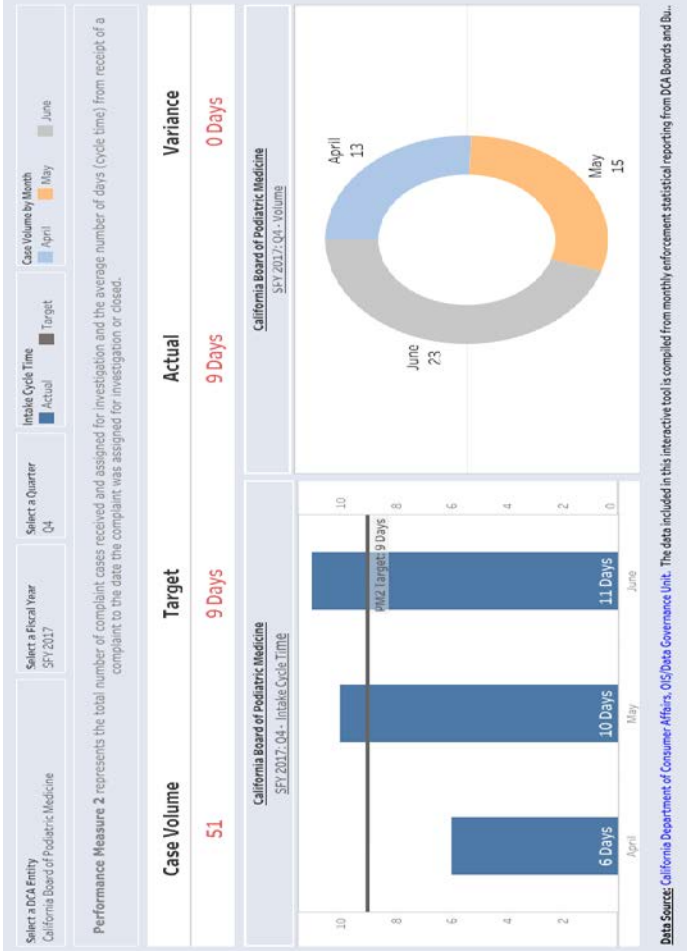 Select a DCA Entity
California Board of Podiatric Medicine
Select a Fiscal Year
SFY 2017
Select a Quarter
Q4
Intake Cycle Time
Actual
Target
Case Volume by Month
April
May
June
Performance Measure 2 represents the total number of complaint cases received and assigned for investigation and the average number of days (cycle time) from receipt of a
complaint to the date the complaint was assigned for investigation or closed.
Case Volume
Target
Actual
Variance
51
9 Days
9 Days
0 Days
California Board of Podiatric Medicine
SFY 2017: Q4 - Intake Cycle Time
10
8
6
4
2
6 Days
10 Days
11 Days
PM2 Target: 9 Days
10
8
6
4
2
0
April
May
June
California Board of Podiatric Medicine
SFY 2017: Q4 - Volume
April
13
May
15
June
23
Data Source: California Department of Consumer Affairs, OIS/Data Governance Unit. The data included in this interactive tool is compiled from monthly enforcement statistical reporting from DCA Boards and Bu..